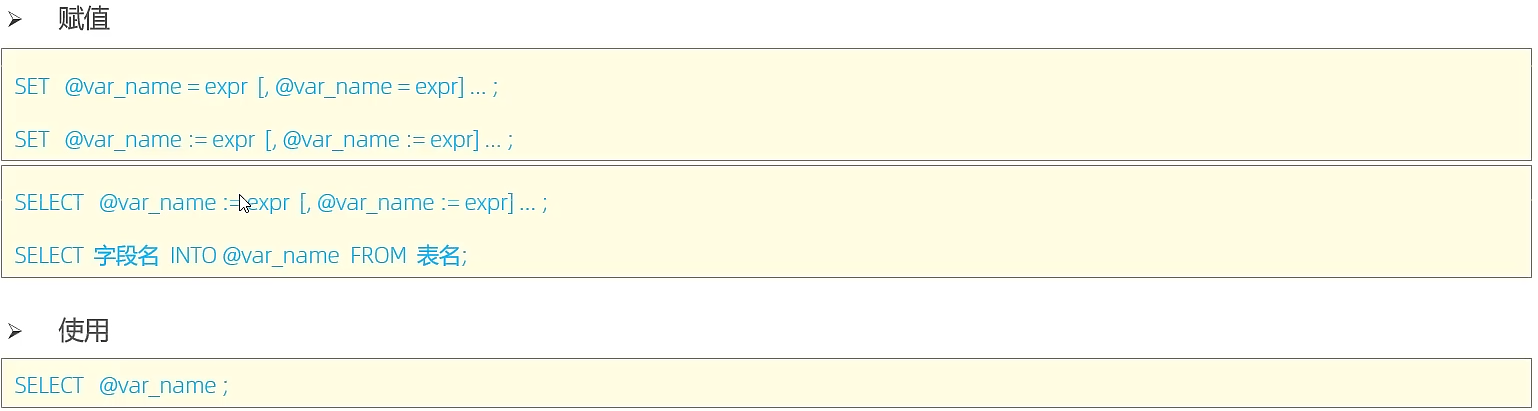 赋值
SET @var_name = expr [, @var_name = expr] ... ;
SET @var_name := expr [, @var_name := expr] ... ;
SELECT @var_name := expr [, @var_name := expr] ... ;
SELECT 字段名 INTO @var_name FROM 表名;
使用
SELECT @var_name ;